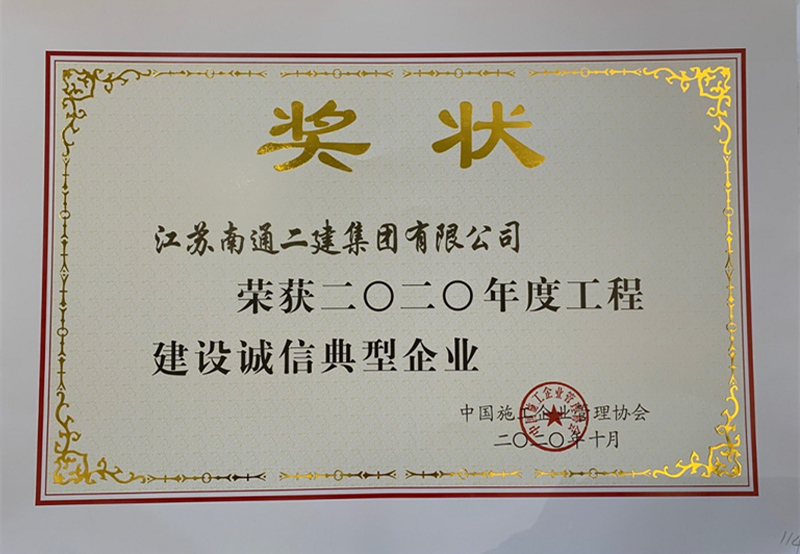 奖状
江苏南通二建集团有限公司
荣获二〇二〇年度工程
建设诚信典型企业
中国施工企业管理协会
二〇二〇年十月
114